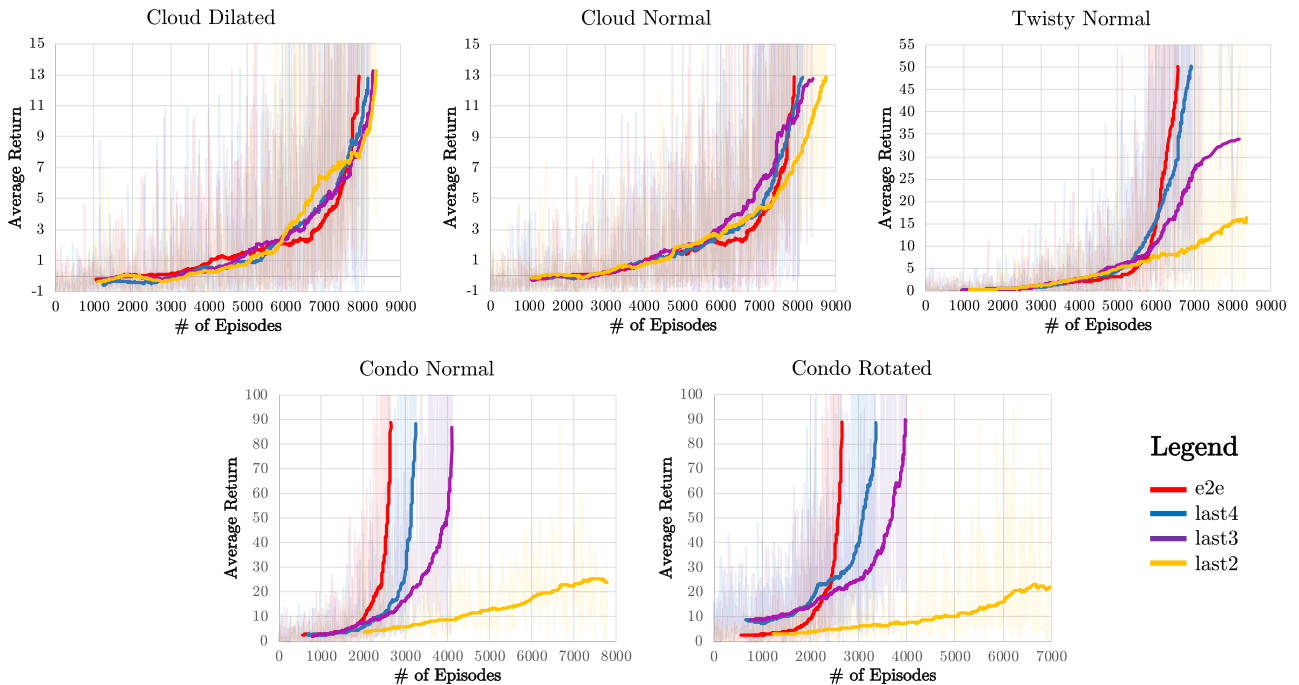 Cloud Dilated
Cloud Normal
Twisty Normal
15
13
11
9
7
5
3
1
-1
Average Return
0 1000 2000 3000 4000 5000 6000 7000 8000 9000
# of Episodes
15
13
11
9
7
5
3
1
-1
Average Return
0 1000 2000 3000 4000 5000 6000 7000 8000 9000
# of Episodes
55
50
45
40
35
30
25
20
15
10
5
0
Average Return
0 1000 2000 3000 4000 5000 6000 7000 8000 9000
# of Episodes
Condo Normal
Condo Rotated
100
90
80
70
60
50
40
30
20
10
0
Average Return
0 1000 2000 3000 4000 5000 6000 7000 8000
# of Episodes
100
90
80
70
60
50
40
30
20
10
0
Average Return
0 1000 2000 3000 4000 5000 6000 7000
# of Episodes
Legend
e2e
last4
last3
last2